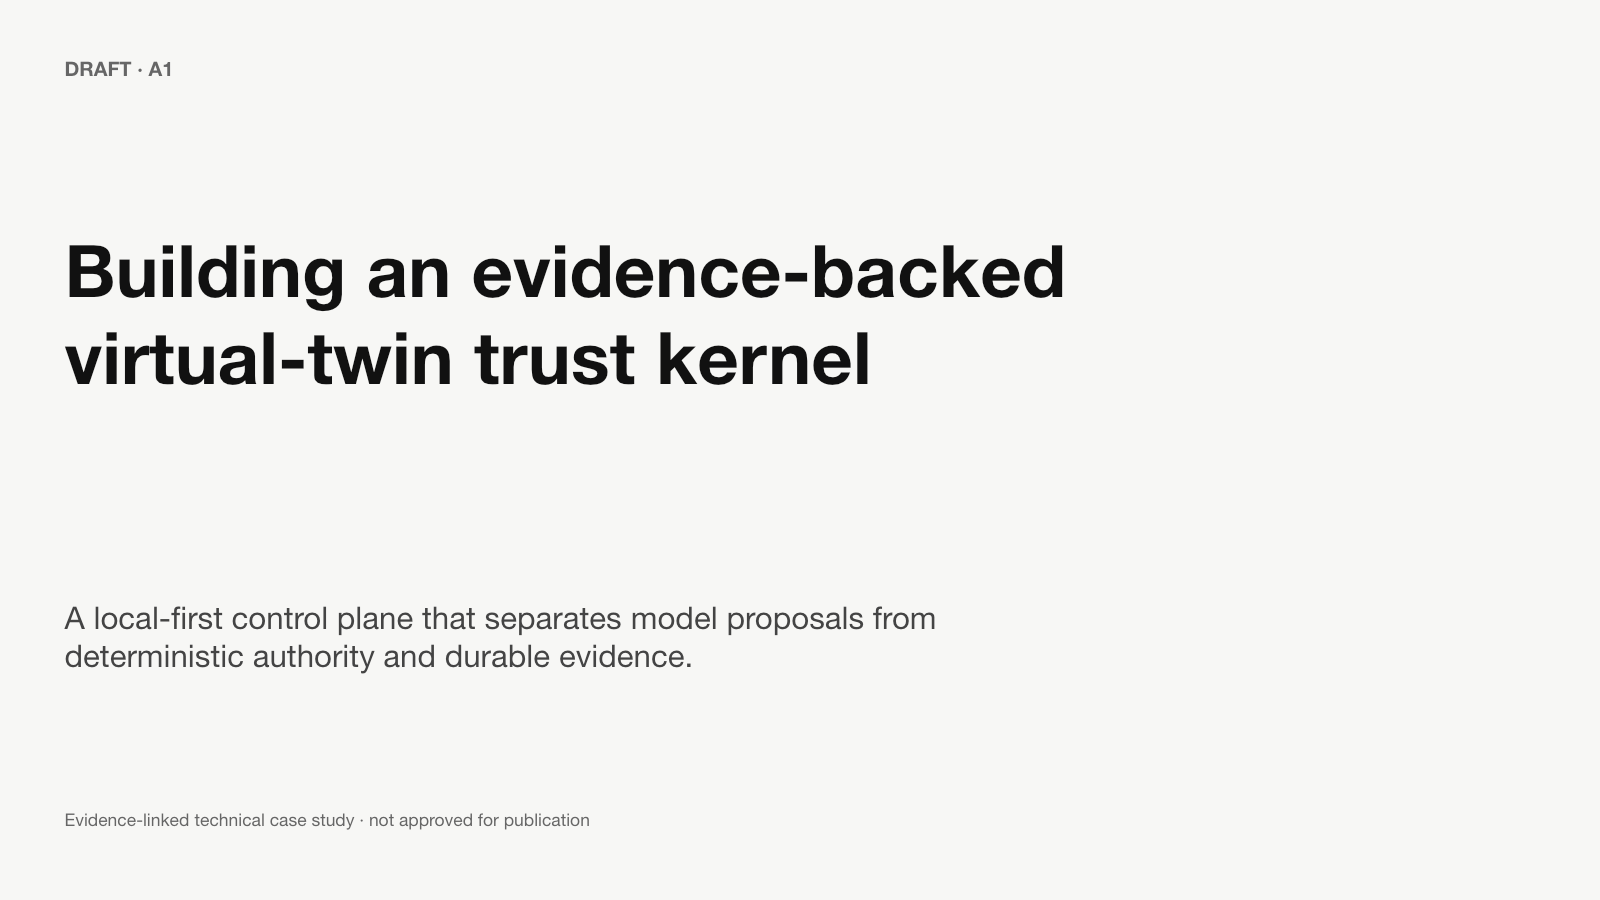 DRAFT · A1
Building an evidence-backed
virtual-twin trust kernel
A local-first control plane that separates model proposals from
deterministic authority and durable evidence.
Evidence-linked technical case study · not approved for publication